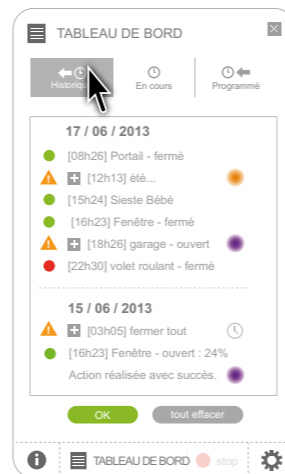 TABLEAU DE BORD
En cours
Programmé
17 / 06 / 2013
[08h26] Portail - fermé
[12h13] été...
[15h24] Sieste Bébé
[16h23] Fenêtre - fermé
[18h26] garage - ouvert
[22h30] volet roulant - fermé
15 / 06 / 2013
[03h05] fermer tout
[16h23] Fenêtre - ouvert : 24%
Action réalisée avec succès.
OK
tout effacer
TABLEAU DE BORD
stop